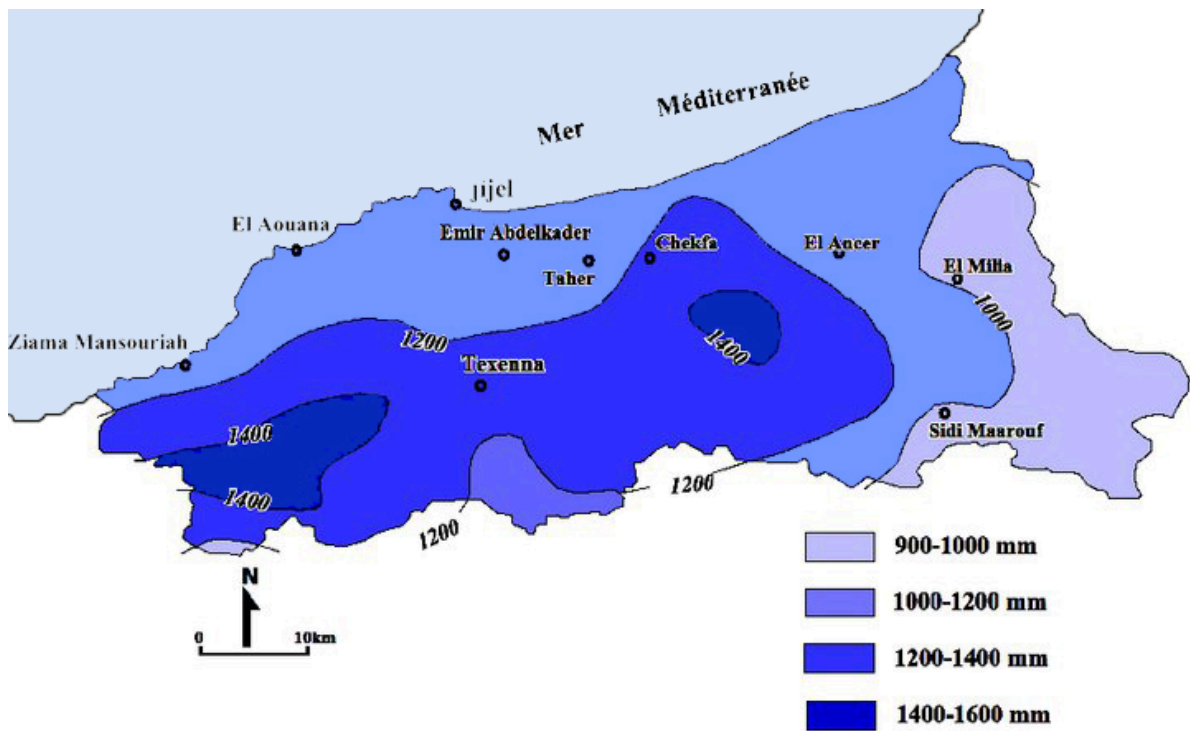 Mer Méditerranée
jijel
El Aouana
Emir Abdelkader
Chekfa
El Ancer
Taher
El Milia
1000
Ziama Mansouriah
1200
1400
Texenna
1400
Sidi Maarouf
1400
1200
1200
N
0 10km
900-1000 mm
1000-1200 mm
1200-1400 mm
1400-1600 mm